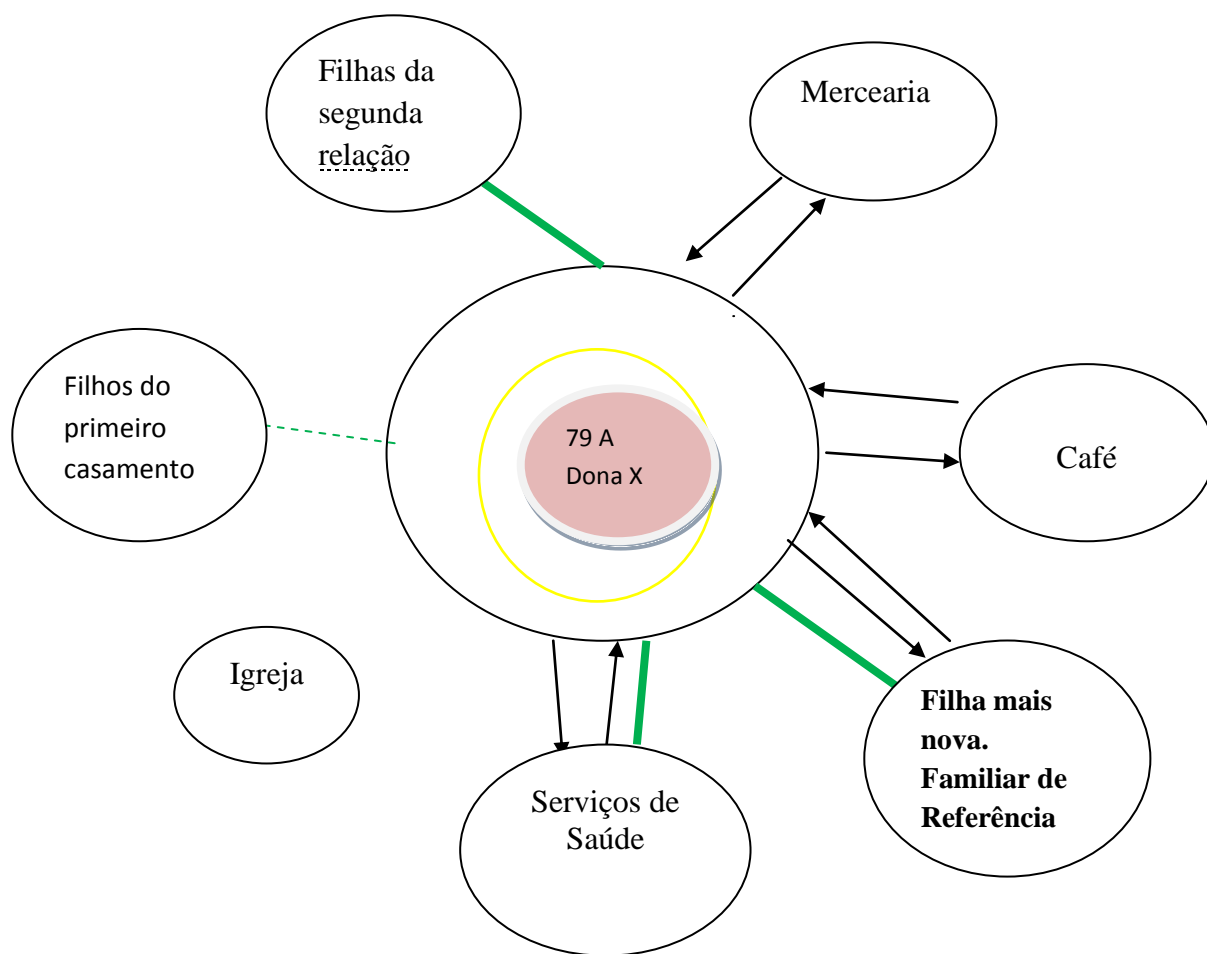 Filhas da
segunda
relação
Mercearia
Filhos do
primeiro
casamento
79 A
Dona X
Café
Igreja
Serviços de
Saúde
Filha mais
nova.
Familiar de
Referência